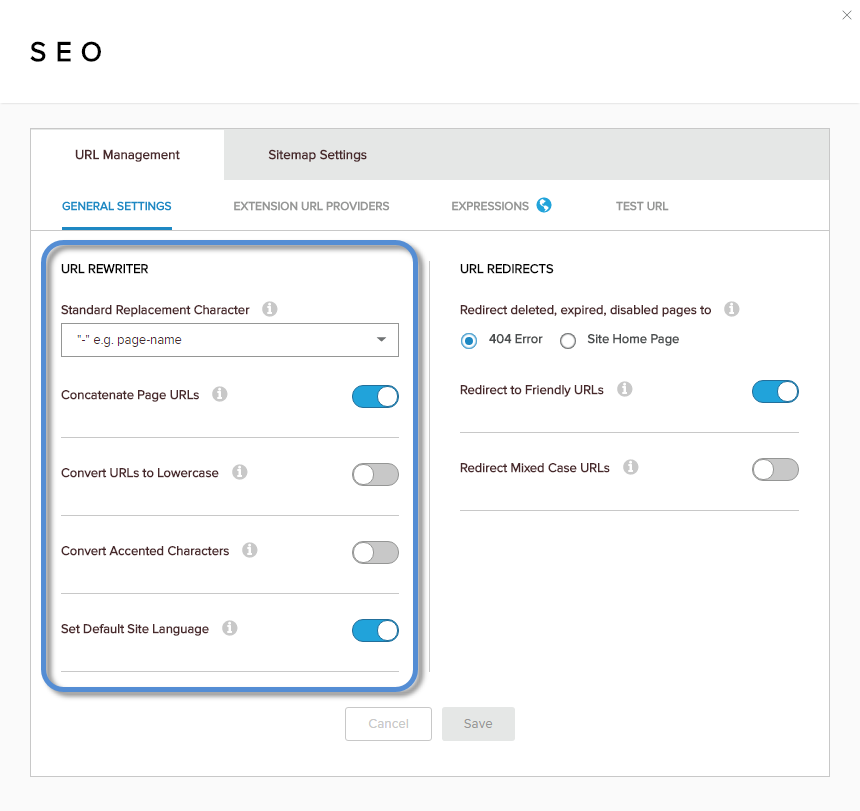 SEO
URL Management
Sitemap Settings
GENERAL SETTINGS
EXTENSION URL PROVIDERS
EXPRESSIONS
TEST URL
URL REWRITER
Standard Replacement Character
"-" e.g. page-name
Concatenate Page URLs
Convert URLs to Lowercase
Convert Accented Characters
Set Default Site Language
URL REDIRECTS
Redirect deleted, expired, disabled pages to
404 Error
Site Home Page
Redirect to Friendly URLs
Redirect Mixed Case URLs
Cancel
Save